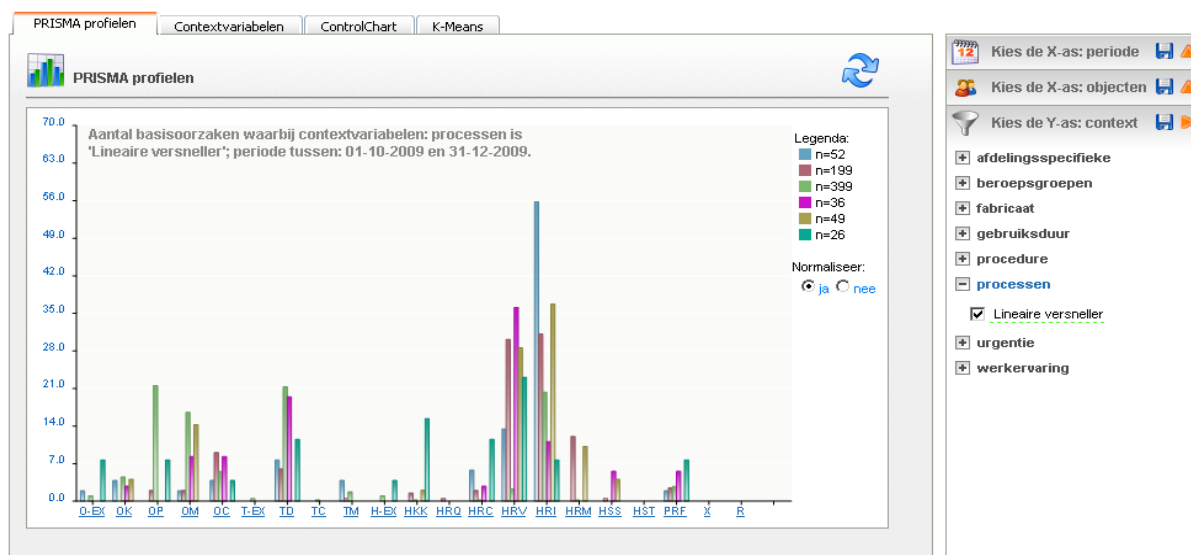 PRISMA profielen
Contextvariabelen
ControlChart
K-Means
PRISMA profielen
70.0
63.0
56.0
49.0
42.0
35.0
28.0
21.0
14.0
7.0
0.0
Aantal basisoorzaken waarbij contextvariabelen: processen is
'Lineaire versneller'; periode tussen: 01-10-2009 en 31-12-2009.
O-EX OK OP OM OC T-EX TD TC TM H-EX HKK HRQ HRC HRV HRI HRM HSS HST PRF X R
Legenda:
n=52
n=199
n=399
n=36
n=49
n=26
Normaliseer:
ja nee
12
Kies de X-as: periode
Kies de X-as: objecten
Kies de Y-as: context
afdelingsspecifieke
beroepsgroepen
fabricaat
gebruiksduur
procedure
processen
Lineaire versneller
urgentie
werkervaring